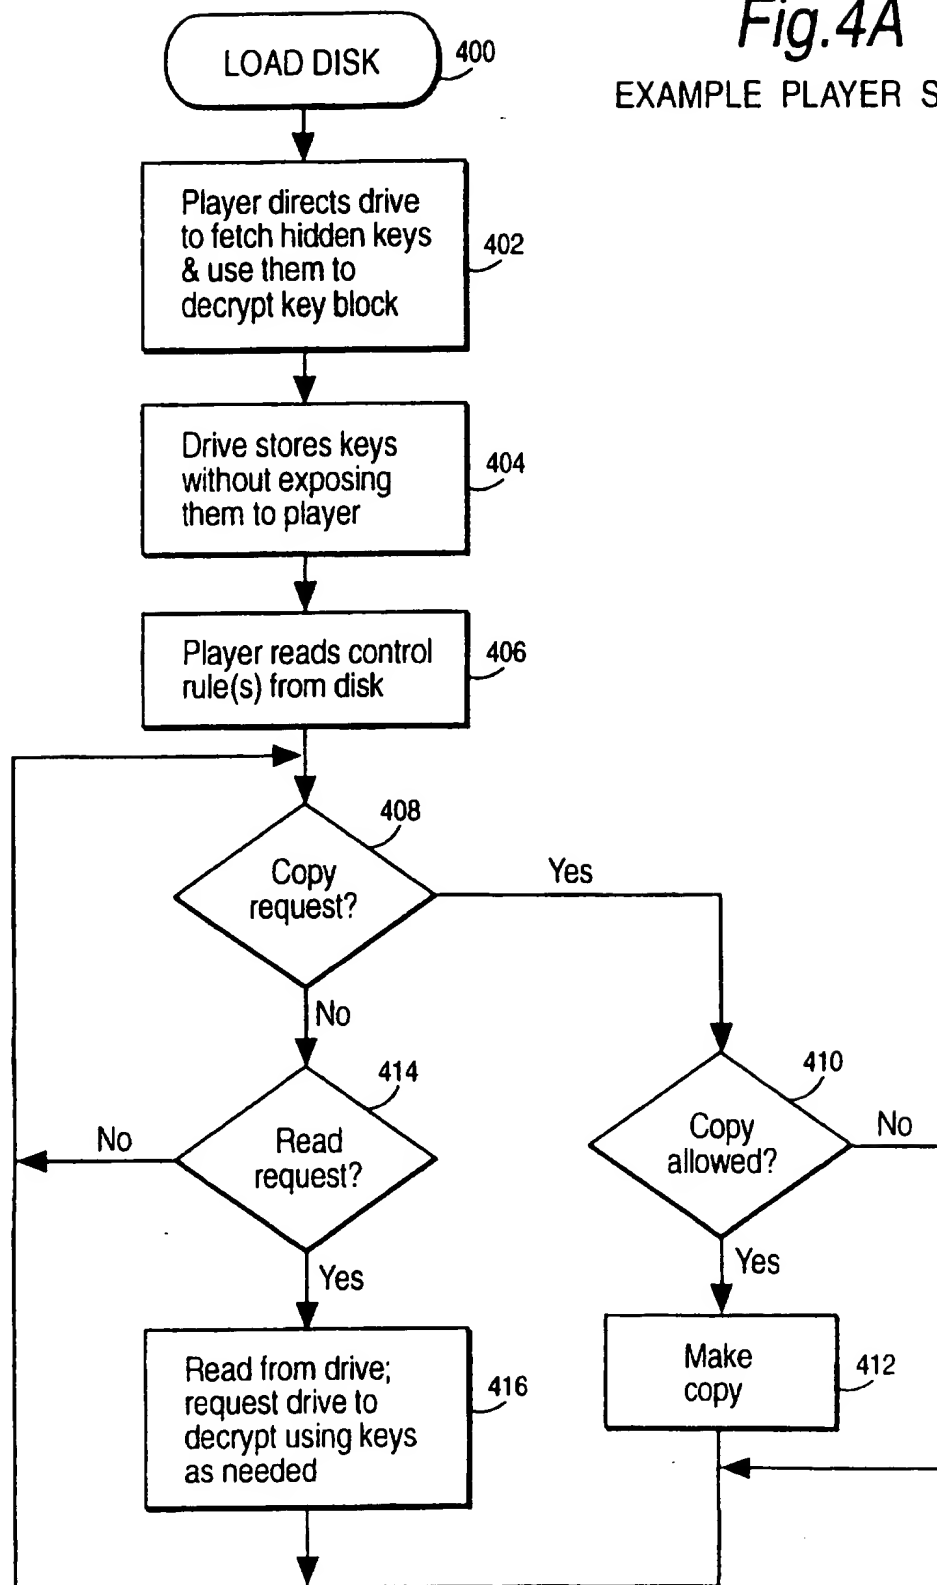 Fig.4A
EXAMPLE PLAYER S
LOAD DISK
400
Player directs drive
to fetch hidden keys
& use them to
decrypt key block
402
Drive stores keys
without exposing
them to player
404
Player reads control
rule(s) from disk
406
Copy
request?
408
Yes
No
Read
request?
414
No
Yes
Copy
allowed?
410
No
Yes
Make
copy
412
Read from drive;
request drive to
decrypt using keys
as needed
416